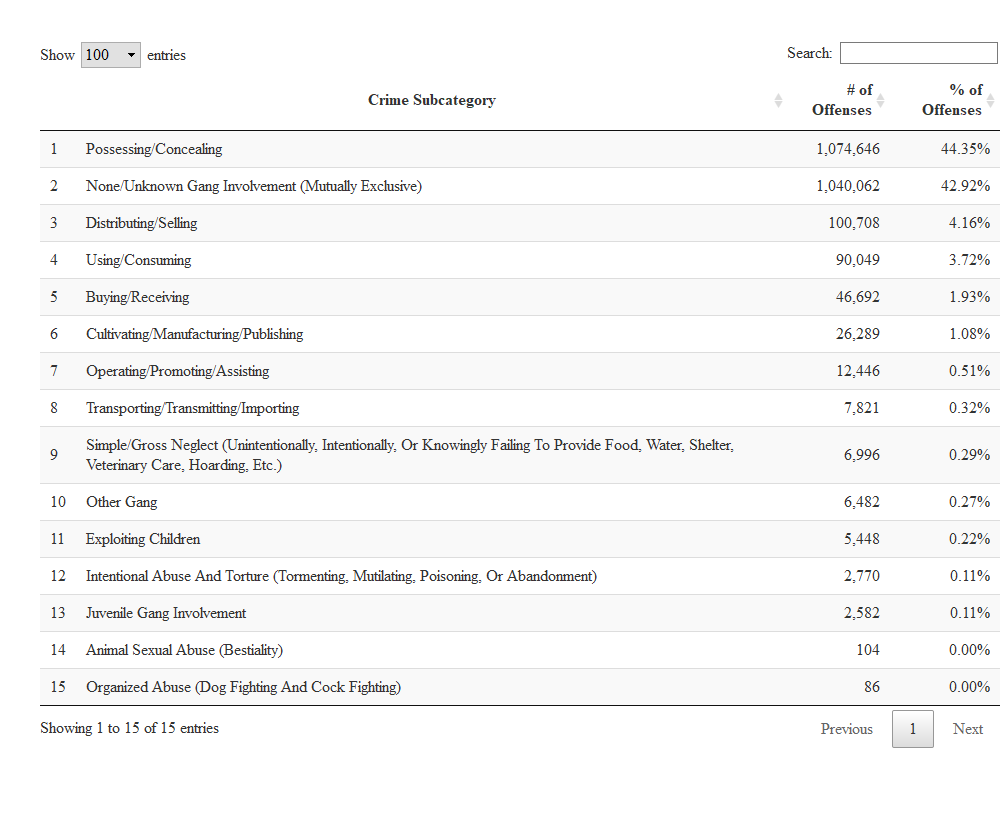 Show 100 entries Search:
Crime Subcategory # of Offenses % of Offenses
1 Possessing/Concealing 1,074,646 44.35%
2 None/Unknown Gang Involvement (Mutually Exclusive) 1,040,062 42.92%
3 Distributing/Selling 100,708 4.16%
4 Using/Consuming 90,049 3.72%
5 Buying/Receiving 46,692 1.93%
6 Cultivating/Manufacturing/Publishing 26,289 1.08%
7 Operating/Promoting/Assisting 12,446 0.51%
8 Transporting/Transmitting/Importing 7,821 0.32%
9 Simple/Gross Neglect (Unintentionally, Intentionally, Or Knowingly Failing To Provide Food, Water, Shelter,
Veterinary Care, Hoarding, Etc.) 6,996 0.29%
10 Other Gang 6,482 0.27%
11 Exploiting Children 5,448 0.22%
12 Intentional Abuse And Torture (Tormenting, Mutilating, Poisoning, Or Abandonment) 2,770 0.11%
13 Juvenile Gang Involvement 2,582 0.11%
14 Animal Sexual Abuse (Bestiality) 104 0.00%
15 Organized Abuse (Dog Fighting And Cock Fighting) 86 0.00%
Showing 1 to 15 of 15 entries Previous 1 Next